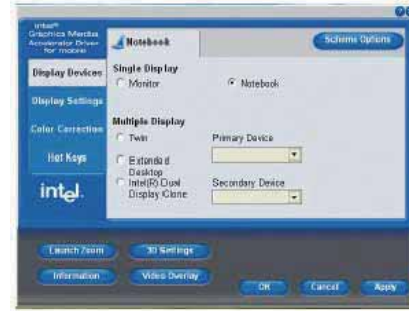 intel®
Graphics Media
Accelerator Driver
for mobile
Notebook
Scheme Options
Display Devices
Display Settings
Color Correction
Hot Keys
intel.
Single Display
Monitor
Notebook
Multiple Display
Twin
Primary Device
Extended
Desktop
Intel(R) Dual
Display Clone
Secondary Device
Launch Zoom
3D Settings
Information
Video Overlay
OK
Cancel
Apply